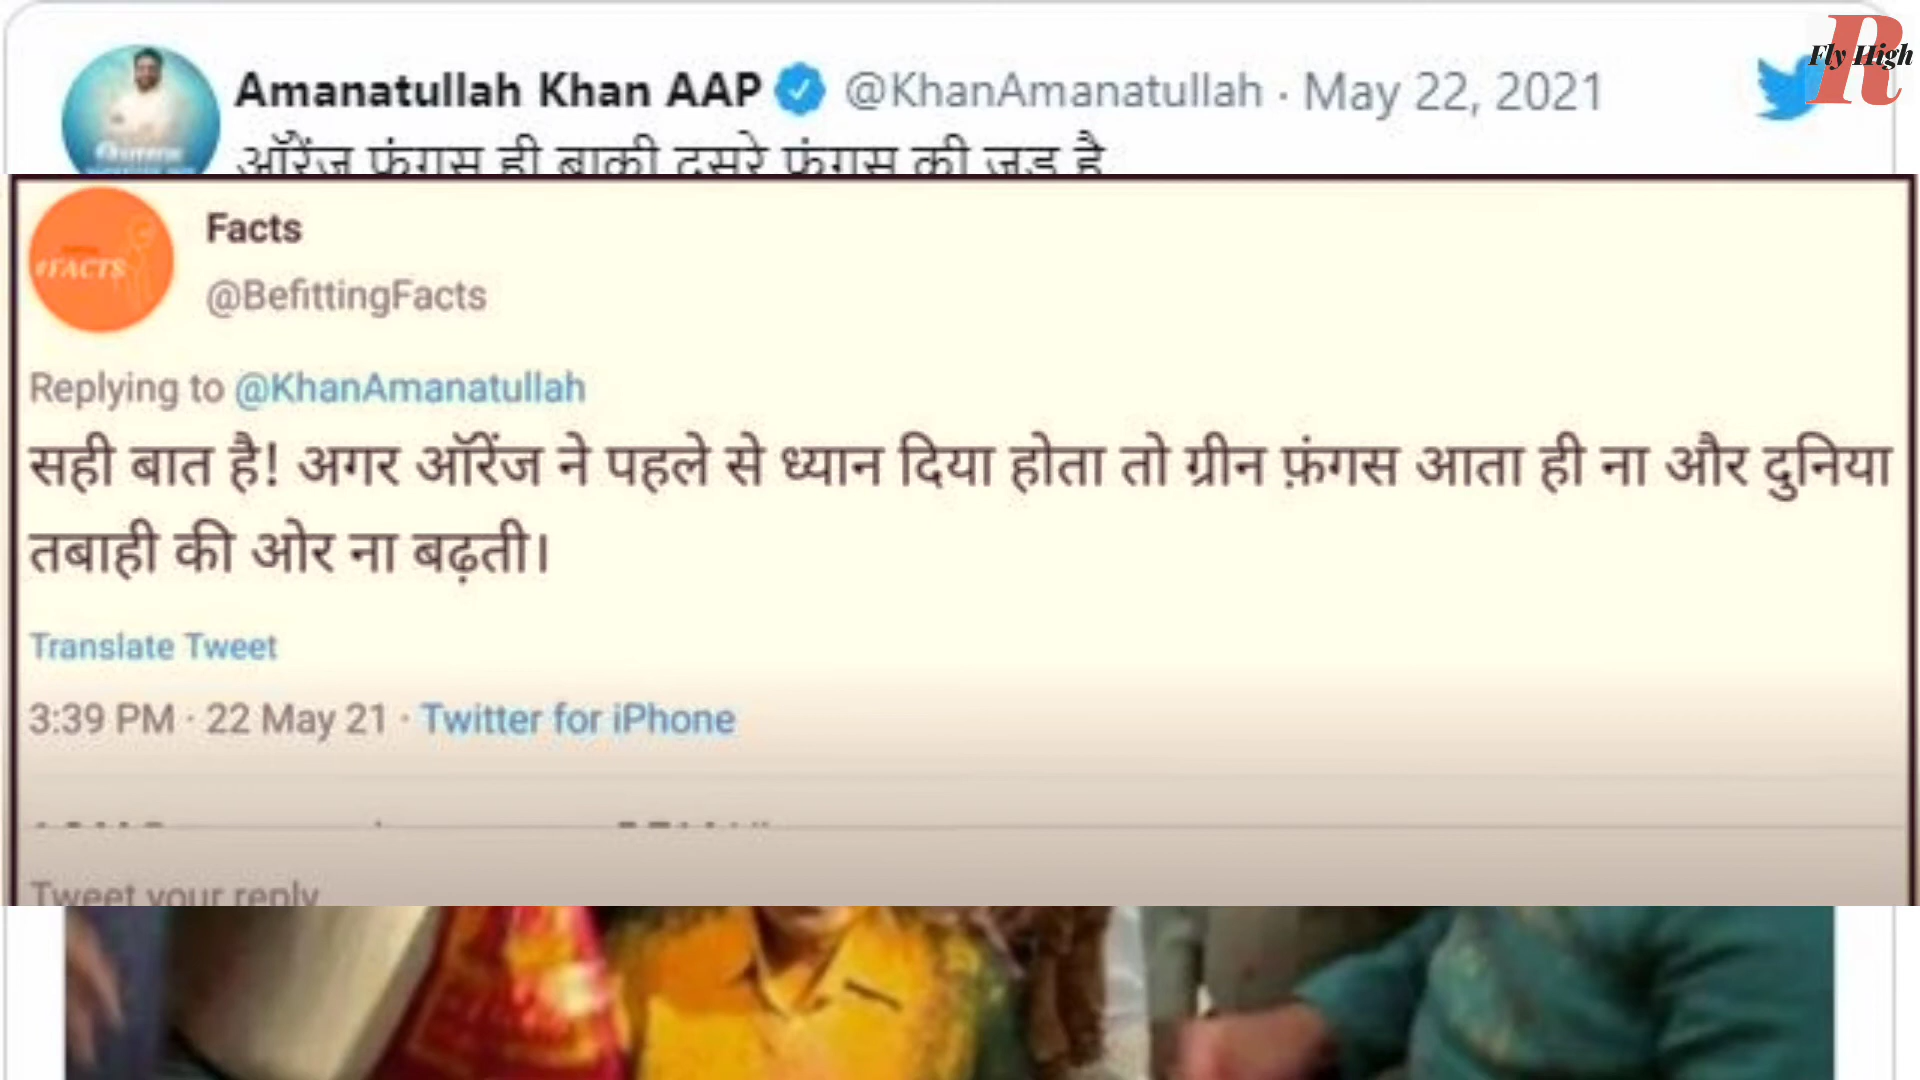 Amanatullah Khan AAP @KhanAmanatullah · May 22, 2021
Fly High
R
ऑरेंज फंगस ही बाकी दूसरे फंगस की जड़ है
#FACTS
Facts
@BefittingFacts
Replying to @KhanAmanatullah
सही बात है! अगर ऑरेंज ने पहले से ध्यान दिया होता तो ग्रीन फ़ंगस आता ही ना और दुनिया
तबाही की ओर ना बढ़ती।
Translate Tweet
3:39 PM · 22 May 21 · Twitter for iPhone
Tweet your reply